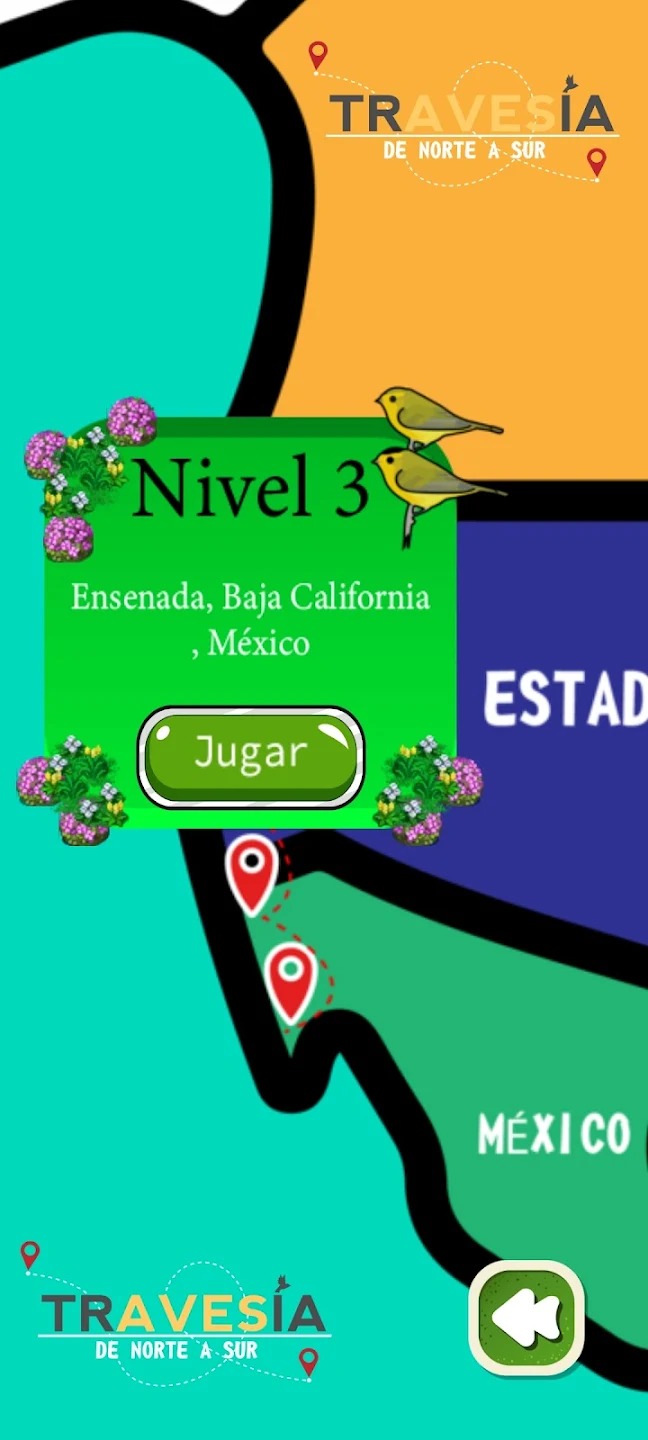 TRAVESÍA
DE NORTE A SUR
Nivel 3
Ensenada, Baja California
, México
ESTAD
Jugar
MÉXICO
TRAVESÍA
DE NORTE A SUR